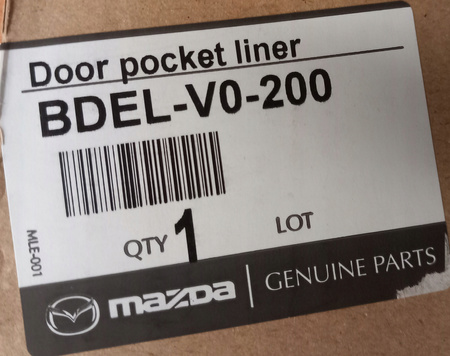 Door pocket liner
BDEL-V0-200
QTY 1 LOT
MLE-001
mazda GENUINE PARTS